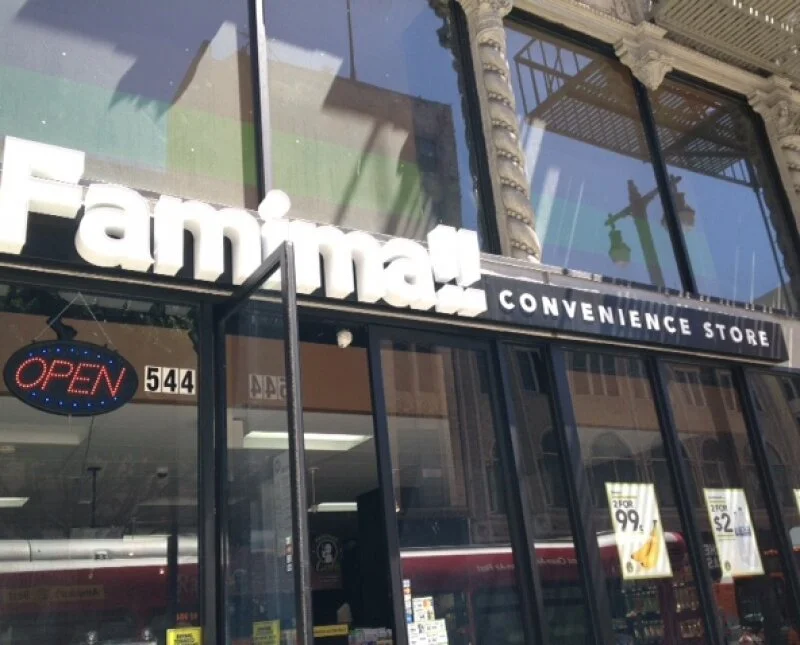 Famima!!
CONVENIENCE STORE
OPEN
544
2 FOR
99¢
2 FOR
$2